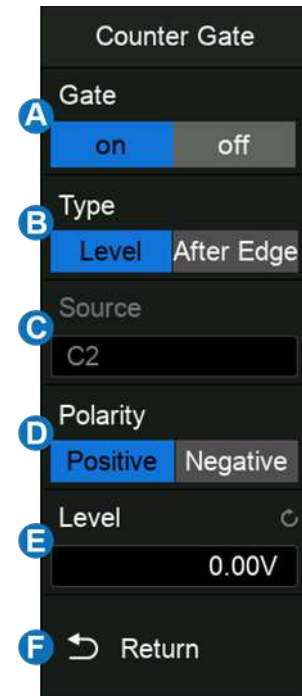 Counter Gate
Gate
A
on off
Type
B
Level After Edge
Source
C
C2
Polarity
D
Positive Negative
Level
E
0.00V
F Return